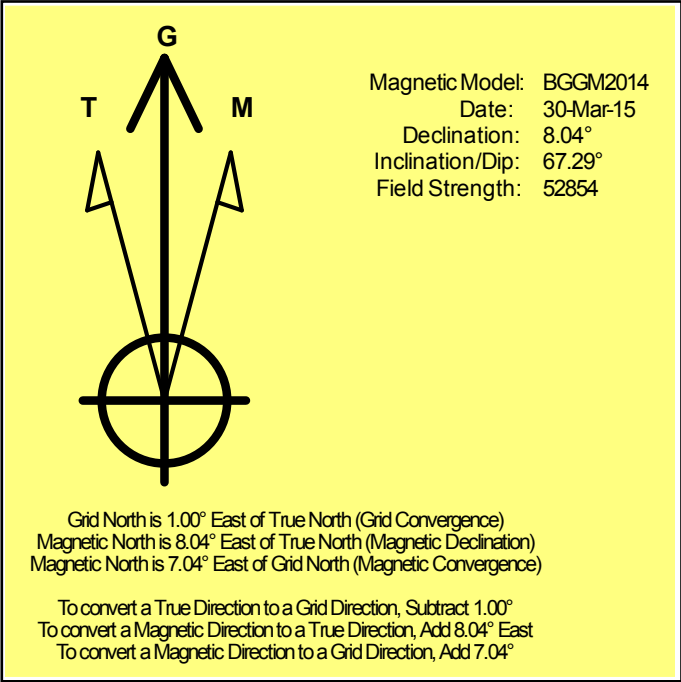 G
T
M
Magnetic Model: BGGM2014
Date: 30-Mar-15
Declination: 8.04°
Inclination/Dip: 67.29°
Field Strength: 52854
Grid North is 1.00° East of True North (Grid Convergence)
Magnetic North is 8.04° East of True North (Magnetic Declination)
Magnetic North is 7.04° East of Grid North (Magnetic Convergence)
To convert a True Direction to a Grid Direction, Subtract 1.00°
To convert a Magnetic Direction to a True Direction, Add 8.04° East
To convert a Magnetic Direction to a Grid Direction, Add 7.04°